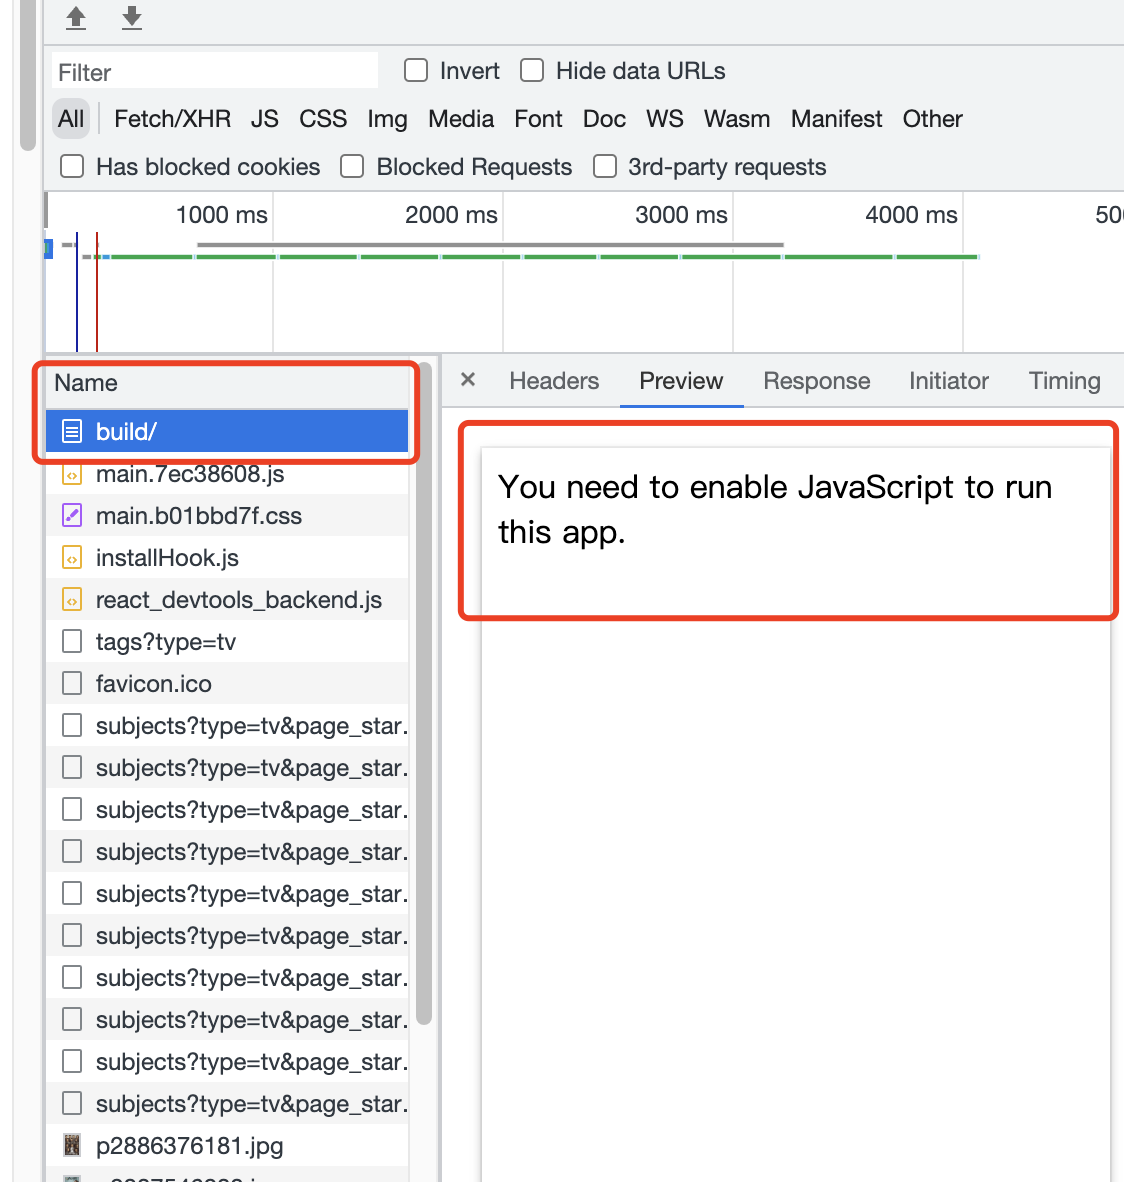 Filter
Invert
Hide data URLs
All
Fetch/XHR
JS
CSS
Img
Media
Font
Doc
WS
Wasm
Manifest
Other
Has blocked cookies
Blocked Requests
3rd-party requests
1000 ms
2000 ms
3000 ms
4000 ms
Name
build/
main.7ec38608.js
main.b01bbd7f.css
installHook.js
react_devtools_backend.js
tags?type=tv
favicon.ico
subjects?type=tv&page_star.
subjects?type=tv&page_star.
subjects?type=tv&page_star.
subjects?type=tv&page_star.
subjects?type=tv&page_star.
subjects?type=tv&page_star.
subjects?type=tv&page_star.
subjects?type=tv&page_star.
subjects?type=tv&page_star.
subjects?type=tv&page_star.
p2886376181.jpg
×
Headers
Preview
Response
Initiator
Timing
You need to enable JavaScript to run
this app.